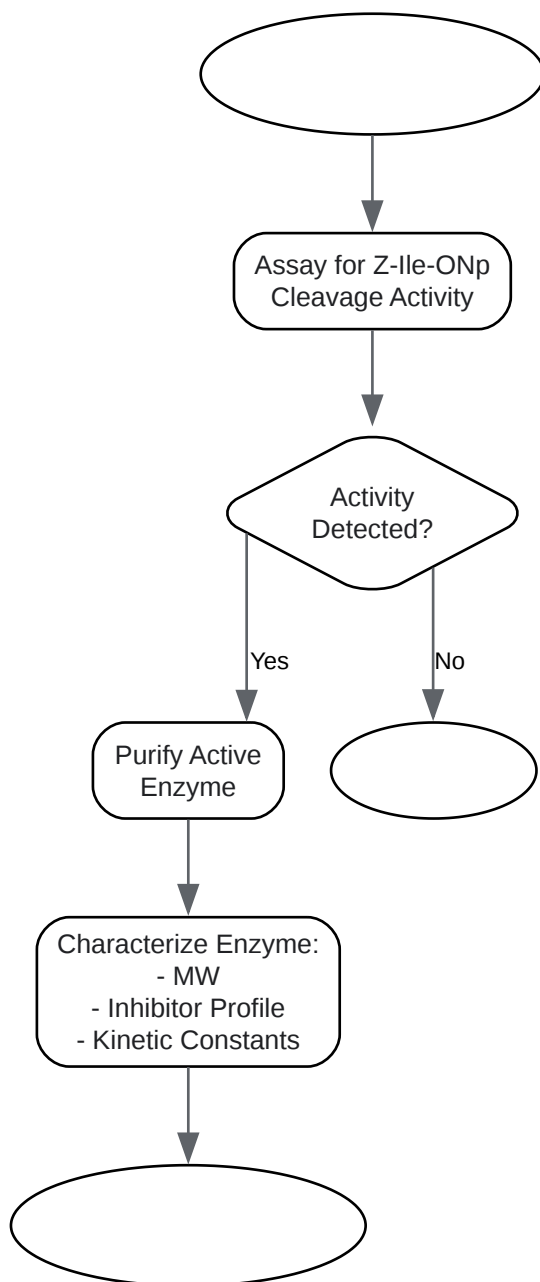 Assay for Z-Ile-ONp
Cleavage Activity
Activity
Detected?
Yes
No
Purify Active
Enzyme
Characterize Enzyme:
- MW
- Inhibitor Profile
- Kinetic Constants